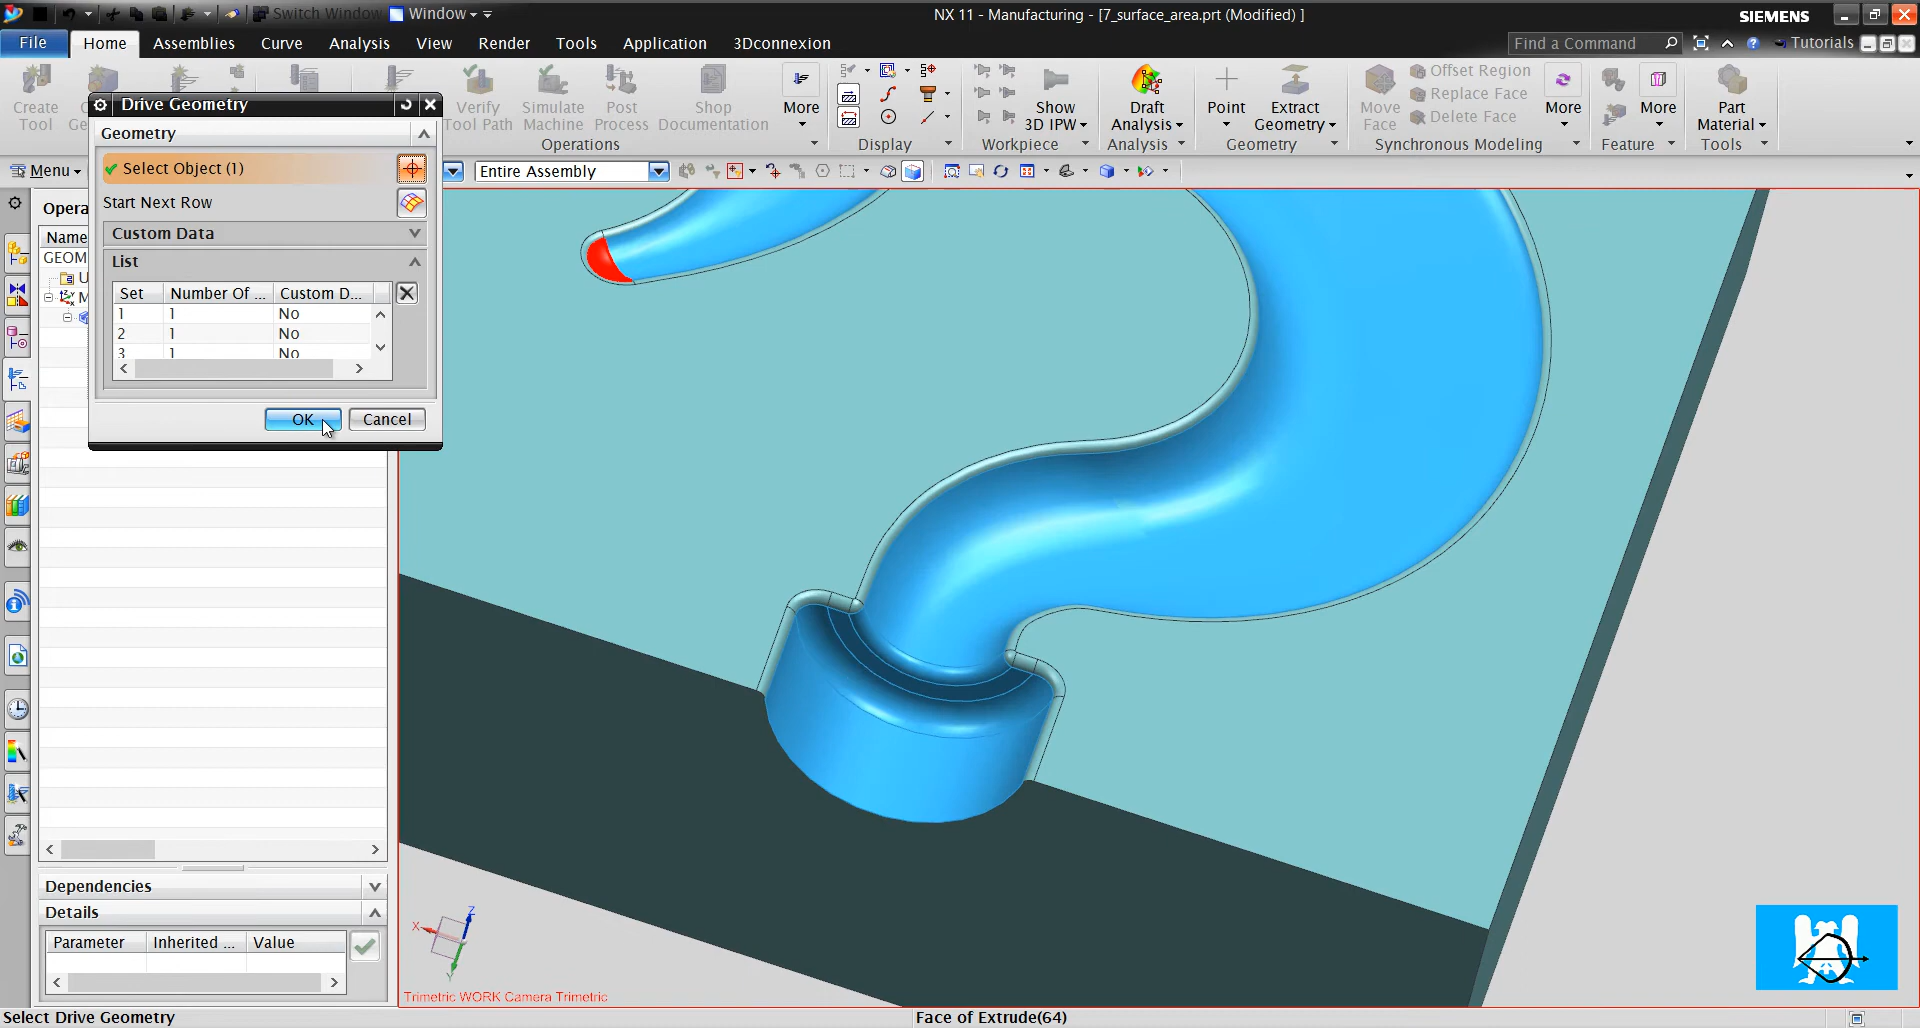 Switch Window
Window
NX 11 - Manufacturing - [7_surface_area.prt (Modified) ]
SIEMENS
File
Home
Assemblies
Curve
Analysis
View
Render
Tools
Application
3Dconnexion
Find a Command
Tutorials
Create
Tool
Verify
Tool Path
Simulate
Machine
Post
Process
Shop
Documentation
More
Operations
Display
Show
3D IPW
Workpiece
Draft
Analysis
Analysis
Point
Extract
Geometry
Geometry
Move
Face
Offset Region
Replace Face
Delete Face
More
Synchronous Modeling
More
Feature
Part
Material
Tools
Menu
Entire Assembly
Drive Geometry
Geometry
Select Object (1)
Start Next Row
Custom Data
List
Set Number Of ... Custom D...
1 1 No
2 1 No
3 1 No
OK
Cancel
Opera
Name
GEOM
Dependencies
Details
Parameter Inherited ... Value
X
Z
Y
Trimetric WORK Camera Trimetric
Select Drive Geometry
Face of Extrude(64)